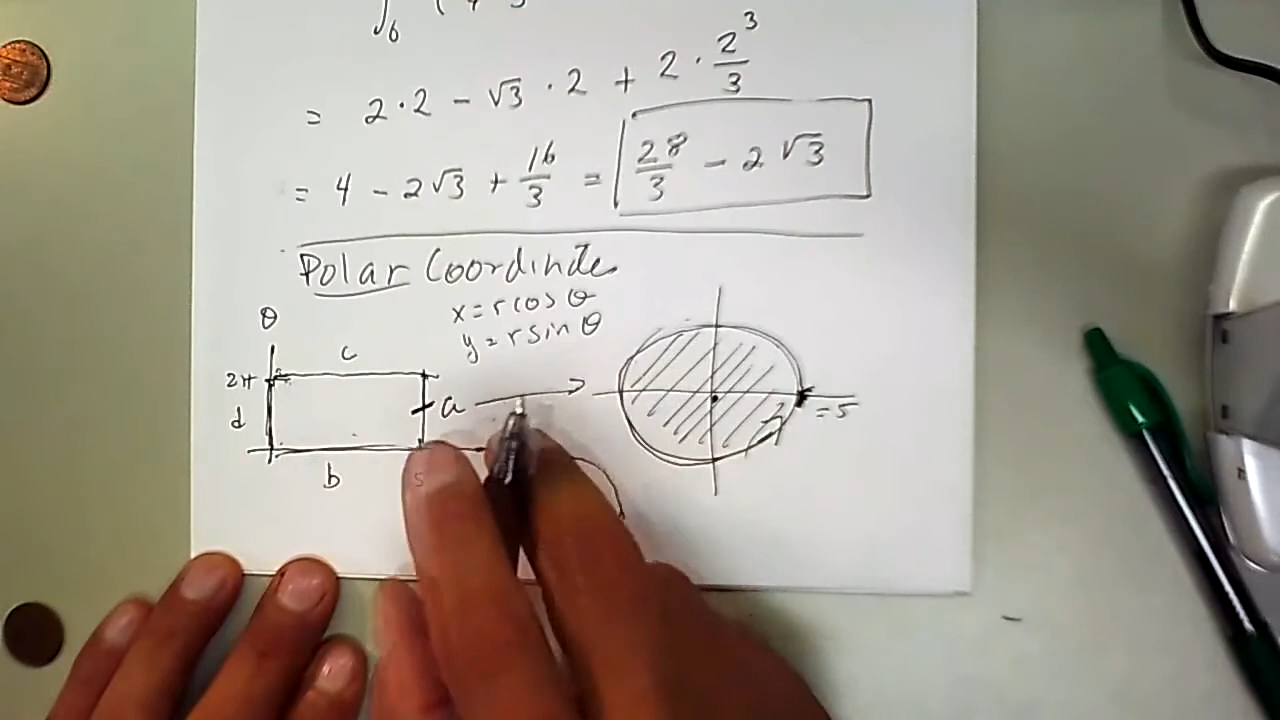 = 2 · 2 - √3 · 2 + 2 · 2³/3
= 4 - 2√3 + 16/3 = 28/3 - 2√3
Polar Coordinate
x = r cos θ
y = r sin θ
θ
c
2π
d
a
b
5
= 5